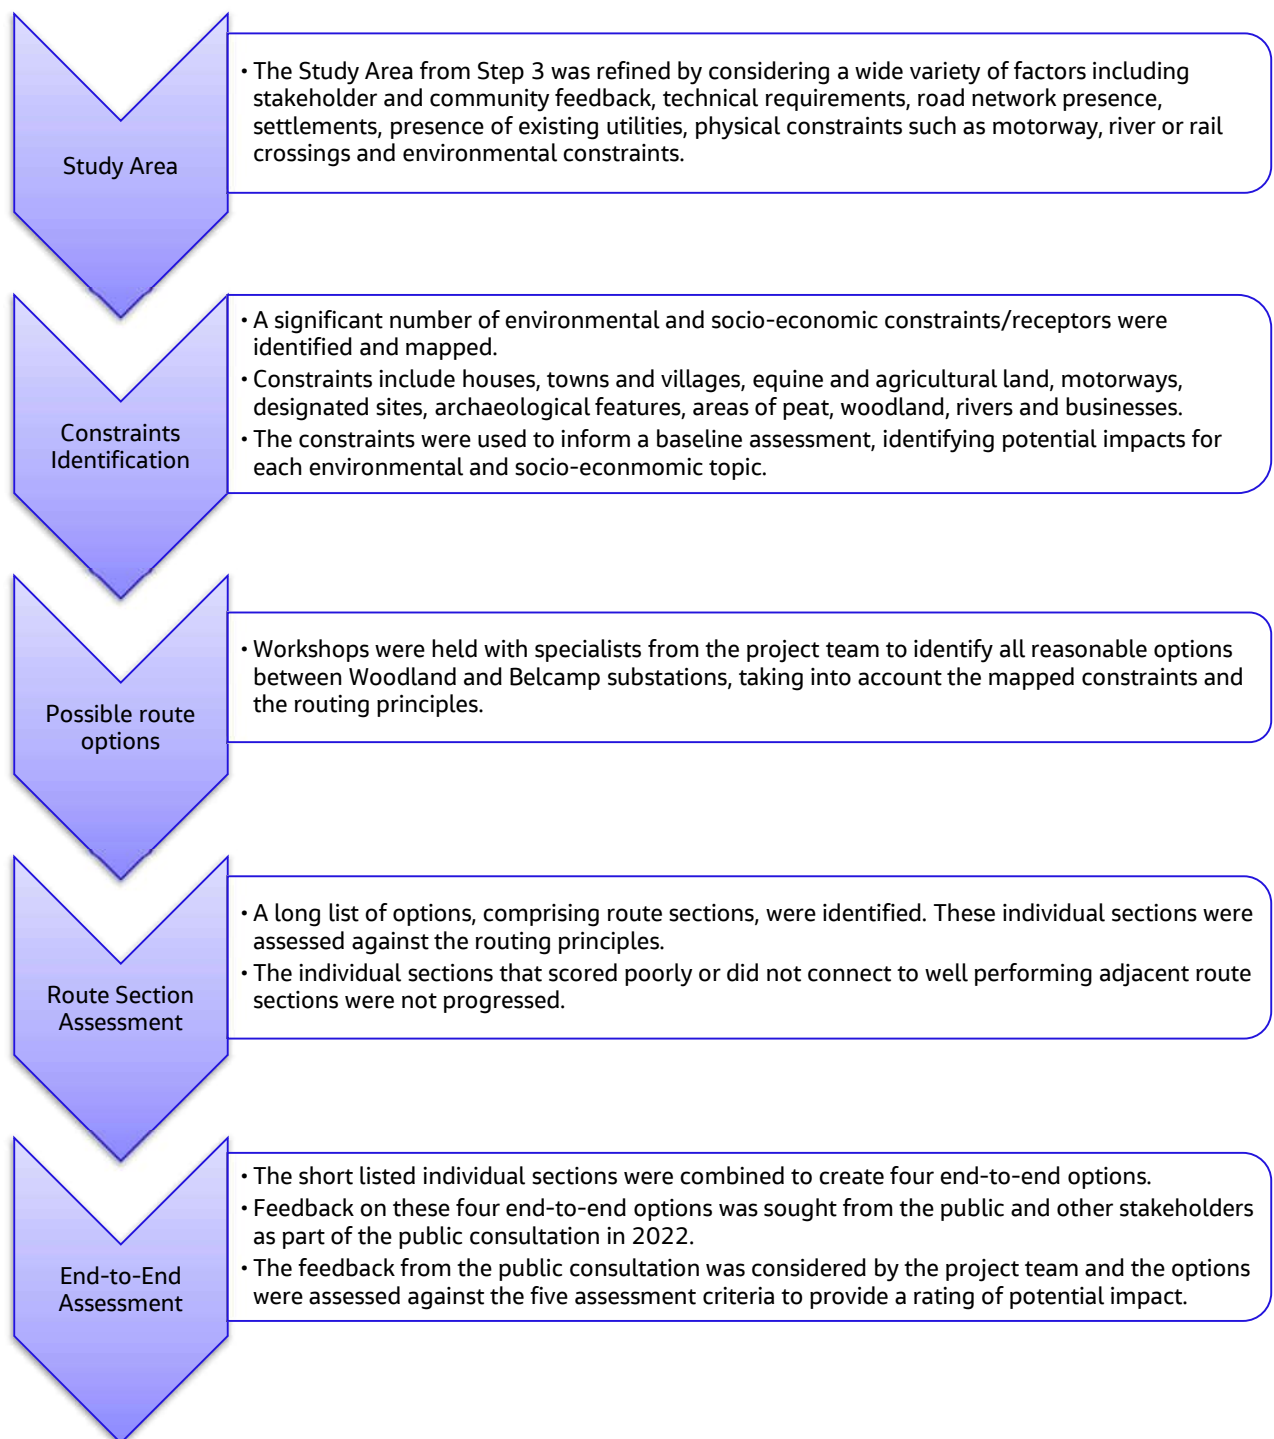 Study Area
• The Study Area from Step 3 was refined by considering a wide variety of factors including
stakeholder and community feedback, technical requirements, road network presence,
settlements, presence of existing utilities, physical constraints such as motorway, river or rail
crossings and environmental constraints.
Constraints
Identification
• A significant number of environmental and socio-economic constraints/receptors were
identified and mapped.
• Constraints include houses, towns and villages, equine and agricultural land, motorways,
designated sites, archaeological features, areas of peat, woodland, rivers and businesses.
• The constraints were used to inform a baseline assessment, identifying potential impacts for
each environmental and socio-econmomic topic.
Possible route
options
• Workshops were held with specialists from the project team to identify all reasonable options
between Woodland and Belcamp substations, taking into account the mapped constraints and
the routing principles.
Route Section
Assessment
• A long list of options, comprising route sections, were identified. These individual sections were
assessed against the routing principles.
• The individual sections that scored poorly or did not connect to well performing adjacent route
sections were not progressed.
End-to-End
Assessment
• The short listed individual sections were combined to create four end-to-end options.
• Feedback on these four end-to-end options was sought from the public and other stakeholders
as part of the public consultation in 2022.
• The feedback from the public consultation was considered by the project team and the options
were assessed against the five assessment criteria to provide a rating of potential impact.